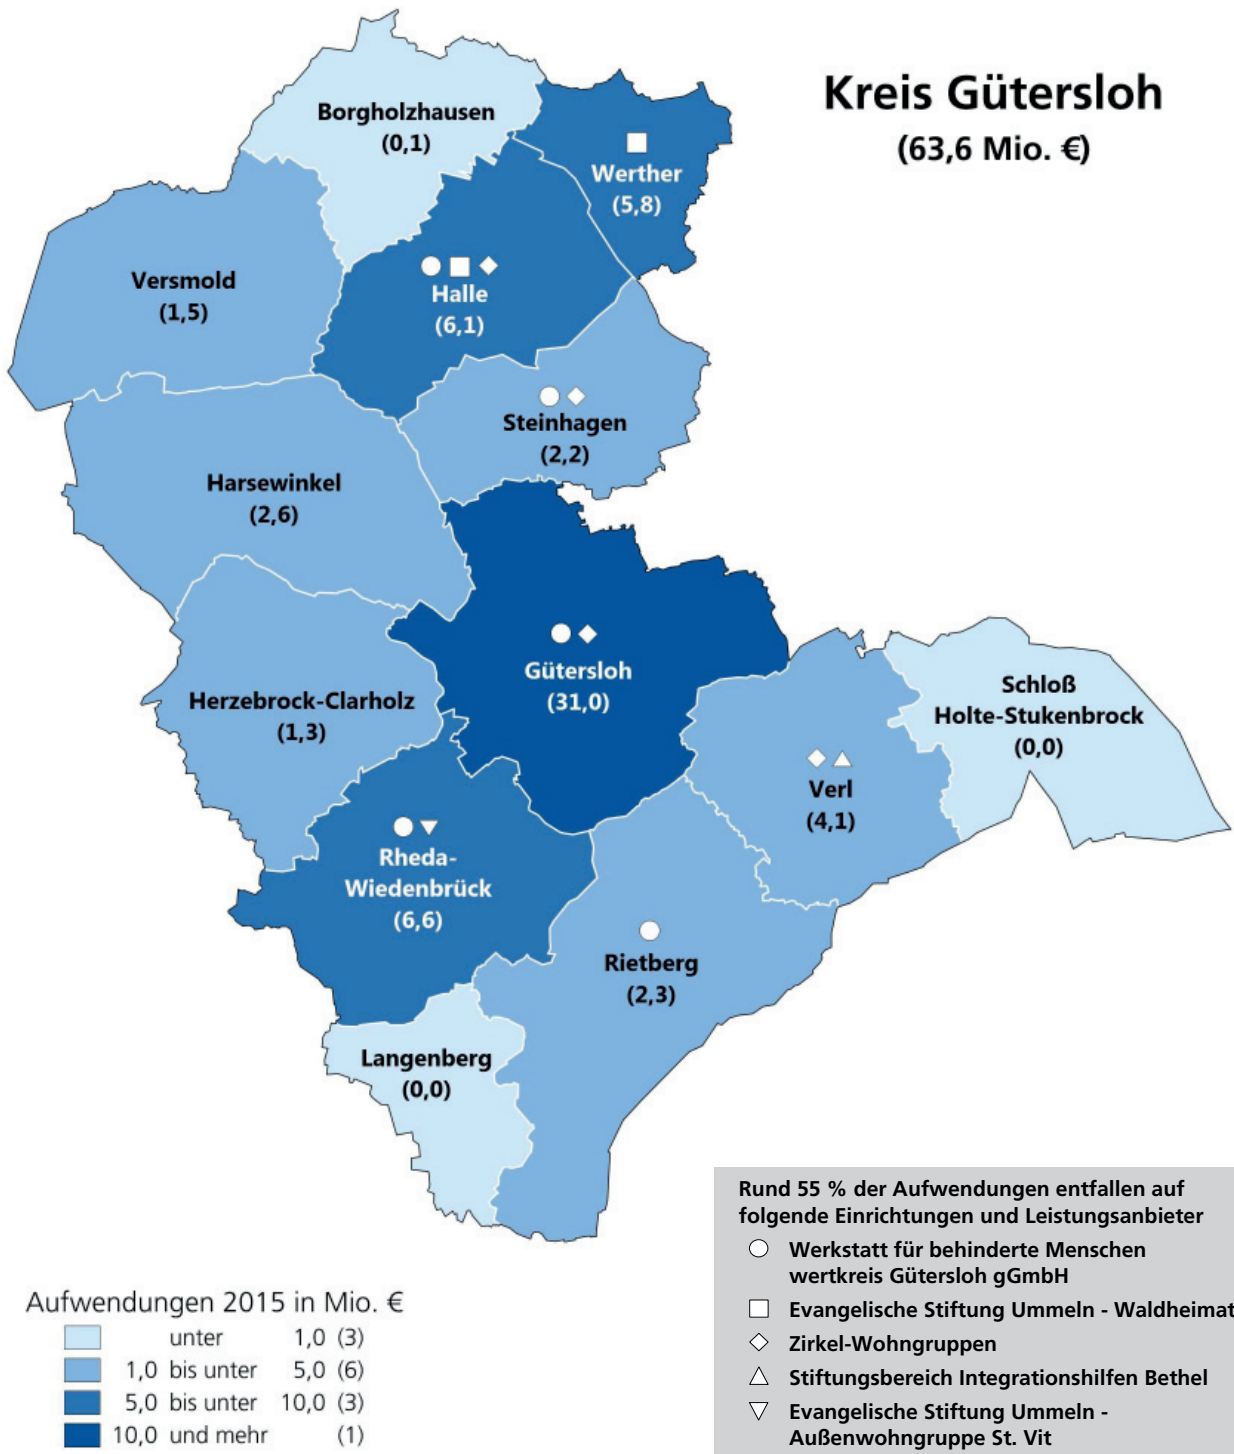 Kreis Gütersloh
(63,6 Mio. €)
Borgholzhausen
(0,1)
Werther
(5,8)
Versmold
(1,5)
Halle
(6,1)
Steinhagen
(2,2)
Harsewinkel
(2,6)
Gütersloh
(31,0)
Herzebrock-Clarholz
(1,3)
Schloß
Holte-Stukenbrock
(0,0)
Verl
(4,1)
Rheda-
Wiedenbrück
(6,6)
Rietberg
(2,3)
Langenberg
(0,0)
Aufwendungen 2015 in Mio. €
unter 1,0 (3)
1,0 bis unter 5,0 (6)
5,0 bis unter 10,0 (3)
10,0 und mehr (1)
Rund 55 % der Aufwendungen entfallen auf
folgende Einrichtungen und Leistungsanbieter
Werkstatt für behinderte Menschen
wertkreis Gütersloh gGmbH
Evangelische Stiftung Ummeln - Waldheimat
Zirkel-Wohngruppen
Stiftungsbereich Integrationshilfen Bethel
Evangelische Stiftung Ummeln -
Außenwohngruppe St. Vit